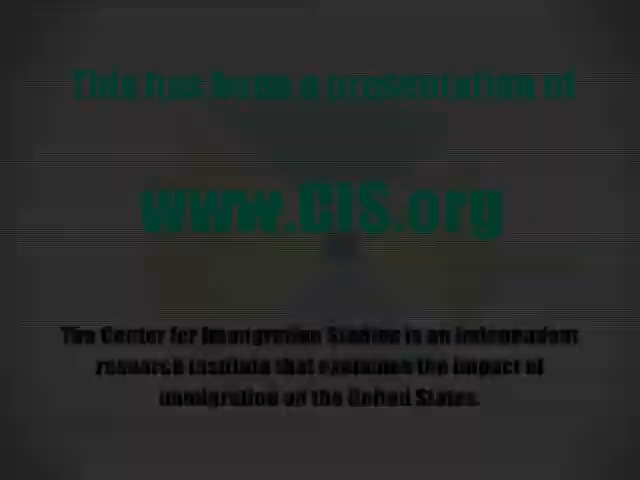 This has been a presentation of
www.CIS.org
The Center for Immigration Studies is an independent
research institute that examines the impact of
immigration on the United States.